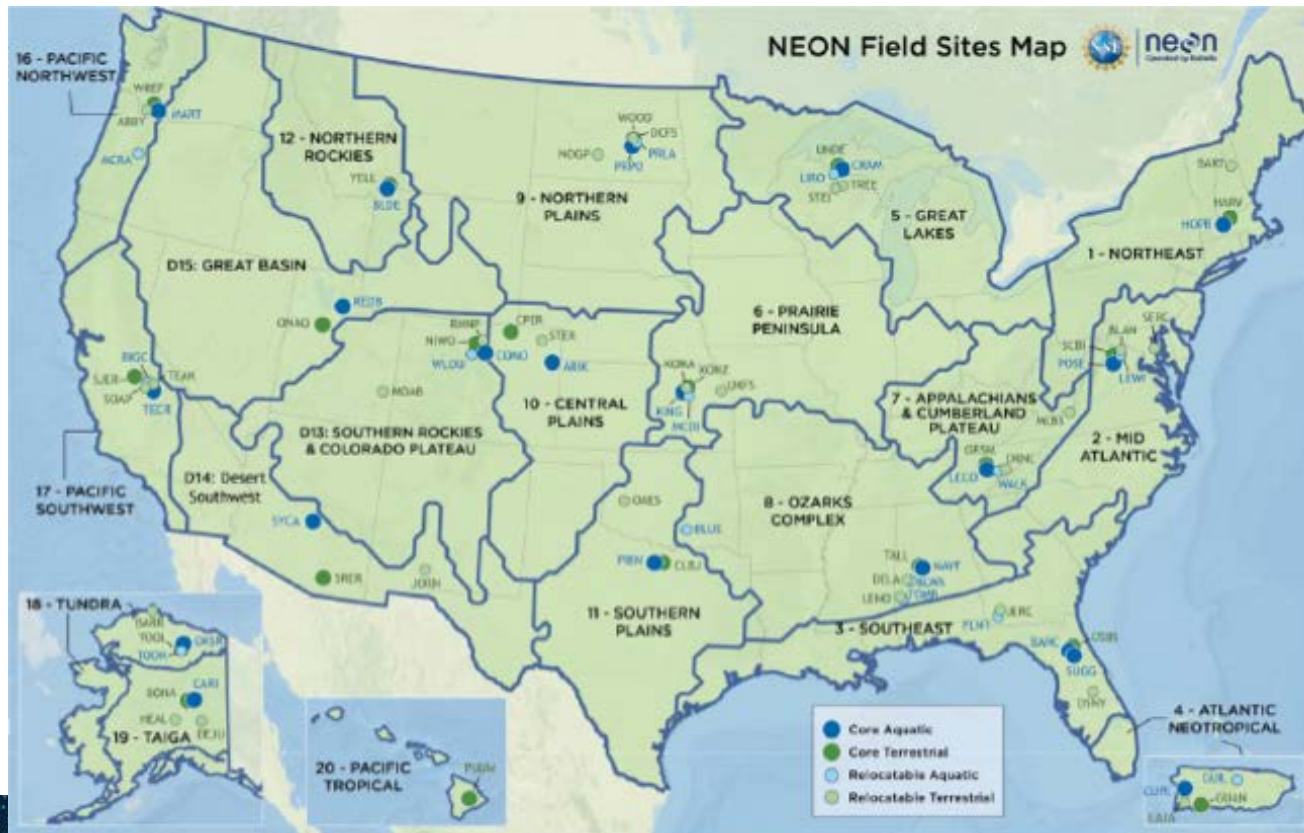 NEON Field Sites Map
NSF
neon
Operated by Battelle
16 - PACIFIC
NORTHWEST
WREF
ABBY
MART
MCRA
12 - NORTHERN
ROCKIES
YELL
BLDE
WOOD
DCFS
NOGP
PRLA
PRPO
9 - NORTHERN
PLAINS
UNDE
CRAM
LIRO
TREE
STEI
5 - GREAT
LAKES
BART
HARV
HOPB
1 - NORTHEAST
D15: GREAT BASIN
REDB
ONAQ
6 - PRAIRIE
PENINSULA
SERC
BLAN
SCBI
POSE
LEWI
RMNP
NIWO
WLOU
COMO
CPER
STER
ARIK
BIGC
SJER
TEAK
SOAP
TECR
MOAB
KONA
KONZ
UKFS
KING
MCDI
10 - CENTRAL
PLAINS
7 - APPALACHIANS
& CUMBERLAND
PLATEAU
MLBS
D13: SOUTHERN ROCKIES
& COLORADO PLATEAU
2 - MID
ATLANTIC
GRSM
ORNL
LECO
WALK
D14: Desert
Southwest
17 - PACIFIC
SOUTHWEST
SYCA
OAES
8 - OZARKS
COMPLEX
BLUE
PRIN
CLBJ
TALL
MAYF
DELA
BLWA
LENO
TOMB
SRER
JORN
11 - SOUTHERN
PLAINS
3 - SOUTHEAST
JERC
FLNT
OSBS
BARC
SUGG
DSNY
18 - TUNDRA
TOOL
OKSR
TOOK
BONA
CARI
HEAL
DEJU
19 - TAIGA
20 - PACIFIC
TROPICAL
PUUM
4 - ATLANTIC
NEOTROPICAL
GUIL
CUPE
GUAN
LAJA
Core Aquatic
Core Terrestrial
Relocatable Aquatic
Relocatable Terrestrial